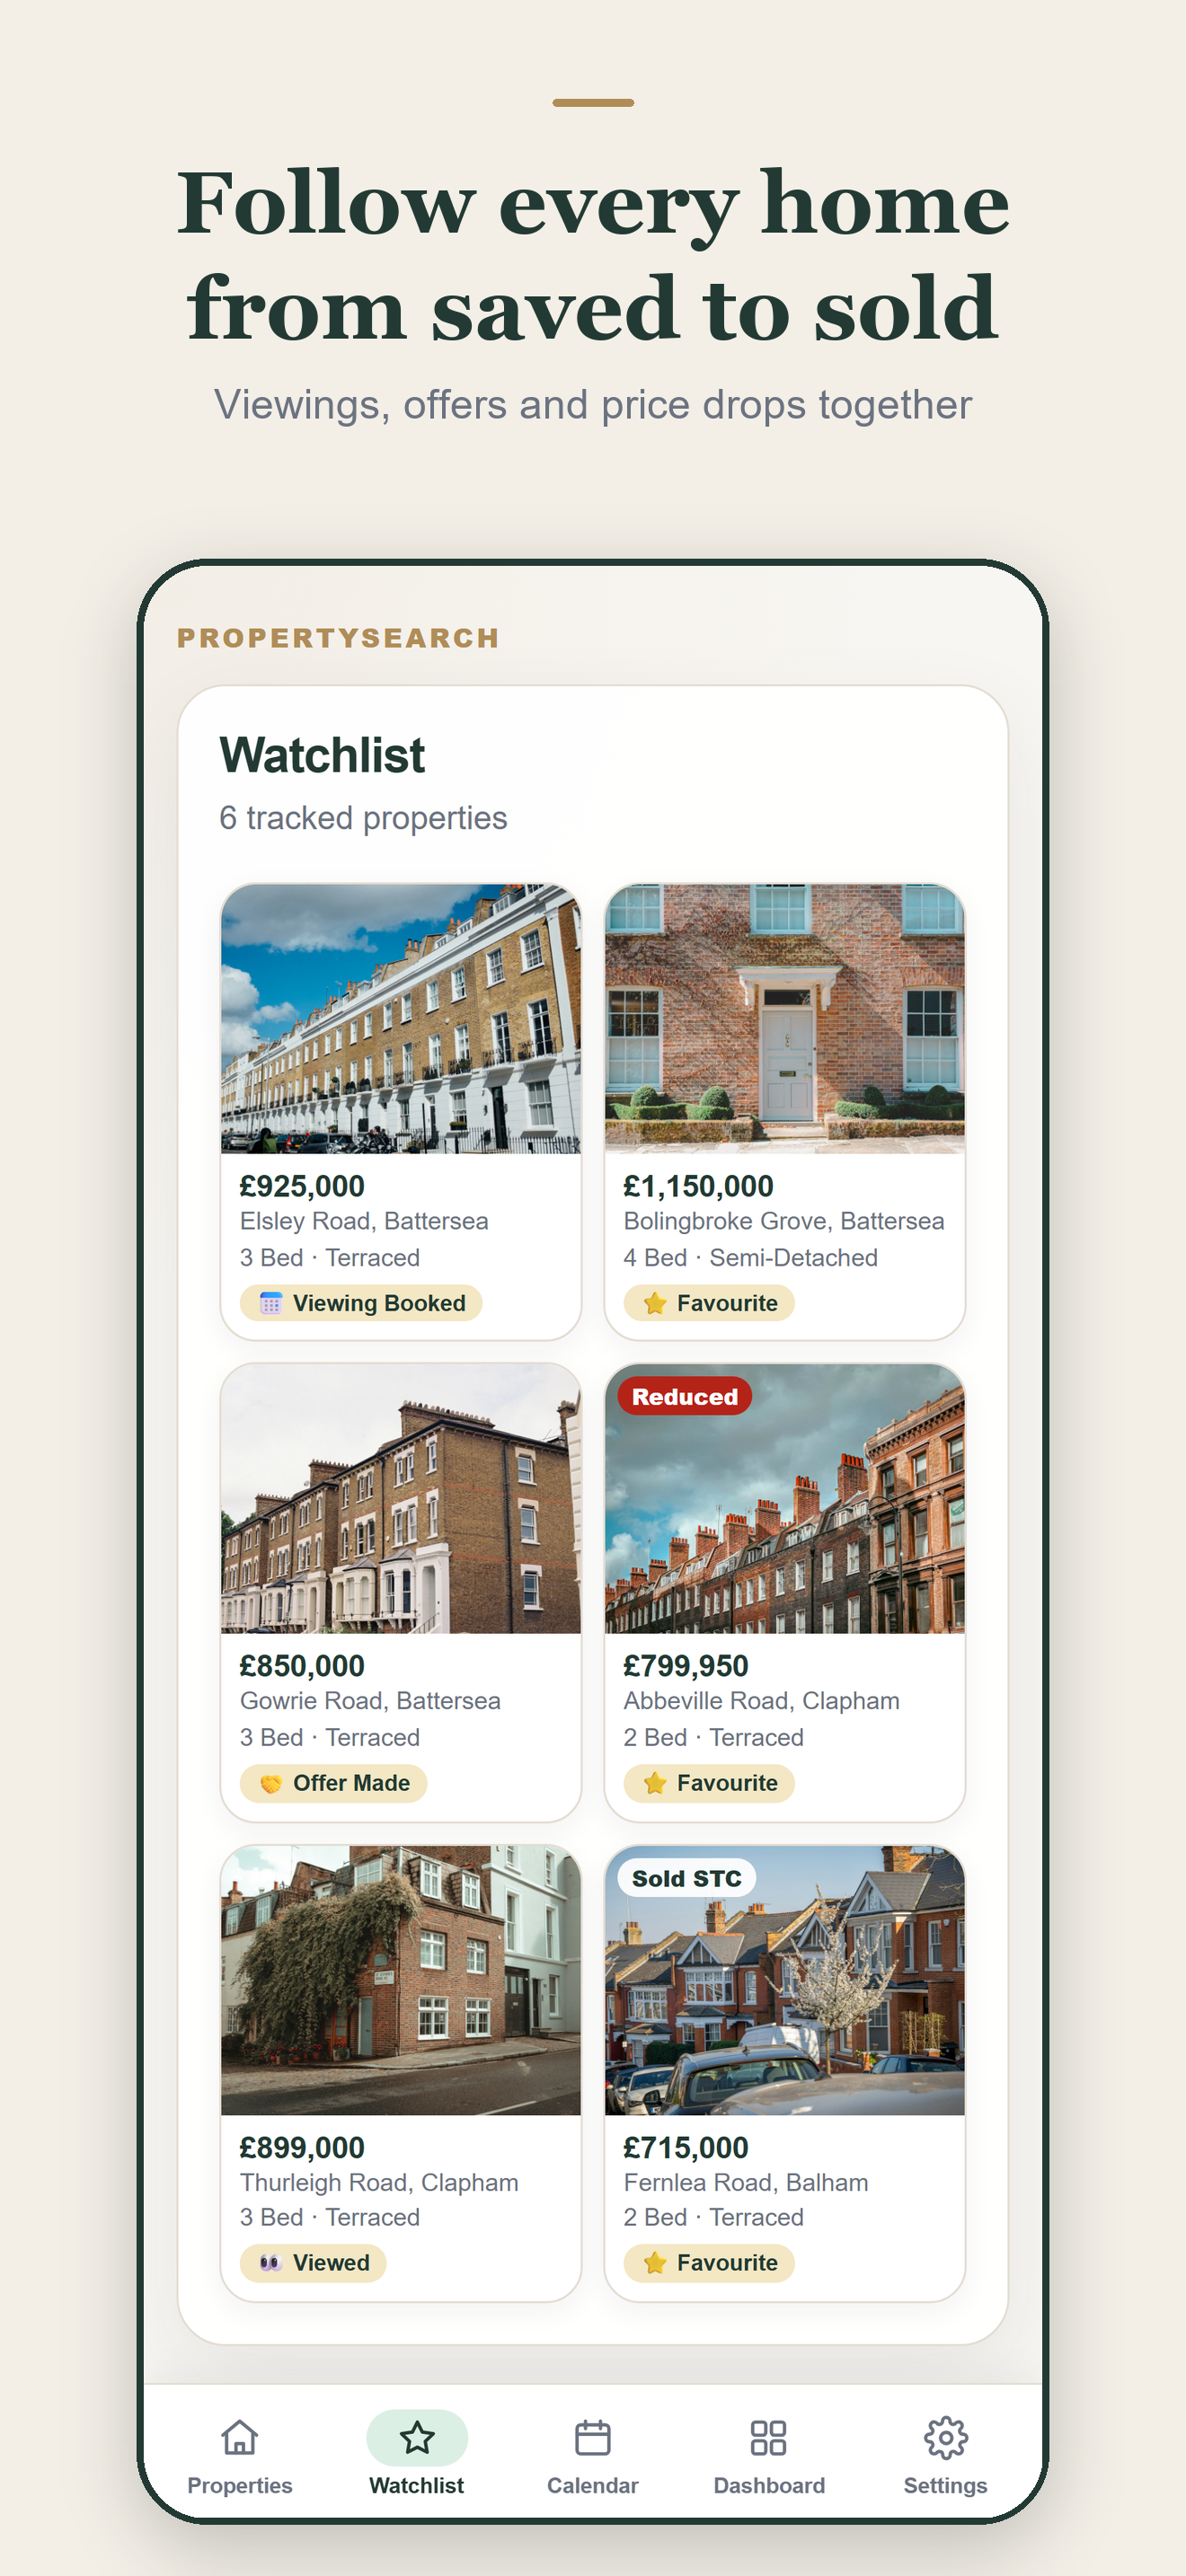 Follow every home
from saved to sold
Viewings, offers and price drops together
PROPERTYSEARCH
Watchlist
6 tracked properties
£925,000
Elsley Road, Battersea
3 Bed · Terraced
Viewing Booked
£1,150,000
Bolingbroke Grove, Battersea
4 Bed · Semi-Detached
Favourite
£850,000
Gowrie Road, Battersea
3 Bed · Terraced
Offer Made
Reduced
£799,950
Abbeville Road, Clapham
2 Bed · Terraced
Favourite
£899,000
Thurleigh Road, Clapham
3 Bed · Terraced
Viewed
Sold STC
£715,000
Fernlea Road, Balham
2 Bed · Terraced
Favourite
Properties
Watchlist
Calendar
Dashboard
Settings